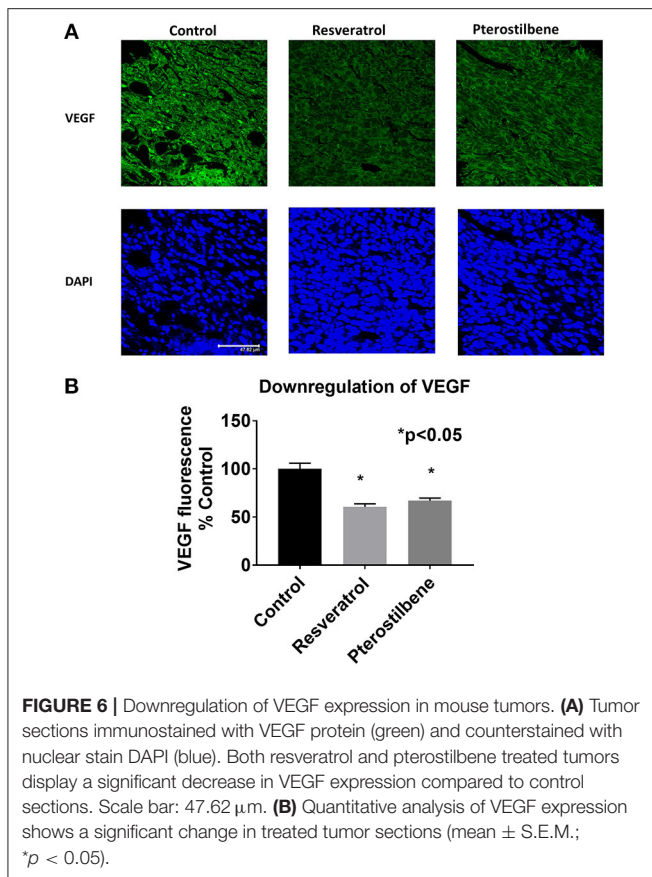 A
Control
Resveratrol
Pterostilbene
VEGF
DAPI
47.62 µm
B
Downregulation of VEGF
VEGF fluorescence
% Control
150
100
50
0
*p<0.05
*
*
Control
Resveratrol
Pterostilbene
FIGURE 6 | Downregulation of VEGF expression in mouse tumors. (A) Tumor
sections immunostained with VEGF protein (green) and counterstained with
nuclear stain DAPI (blue). Both resveratrol and pterostilbene treated tumors
display a significant decrease in VEGF expression compared to control
sections. Scale bar: 47.62 µm. (B) Quantitative analysis of VEGF expression
shows a significant change in treated tumor sections (mean ± S.E.M.;
*p < 0.05).